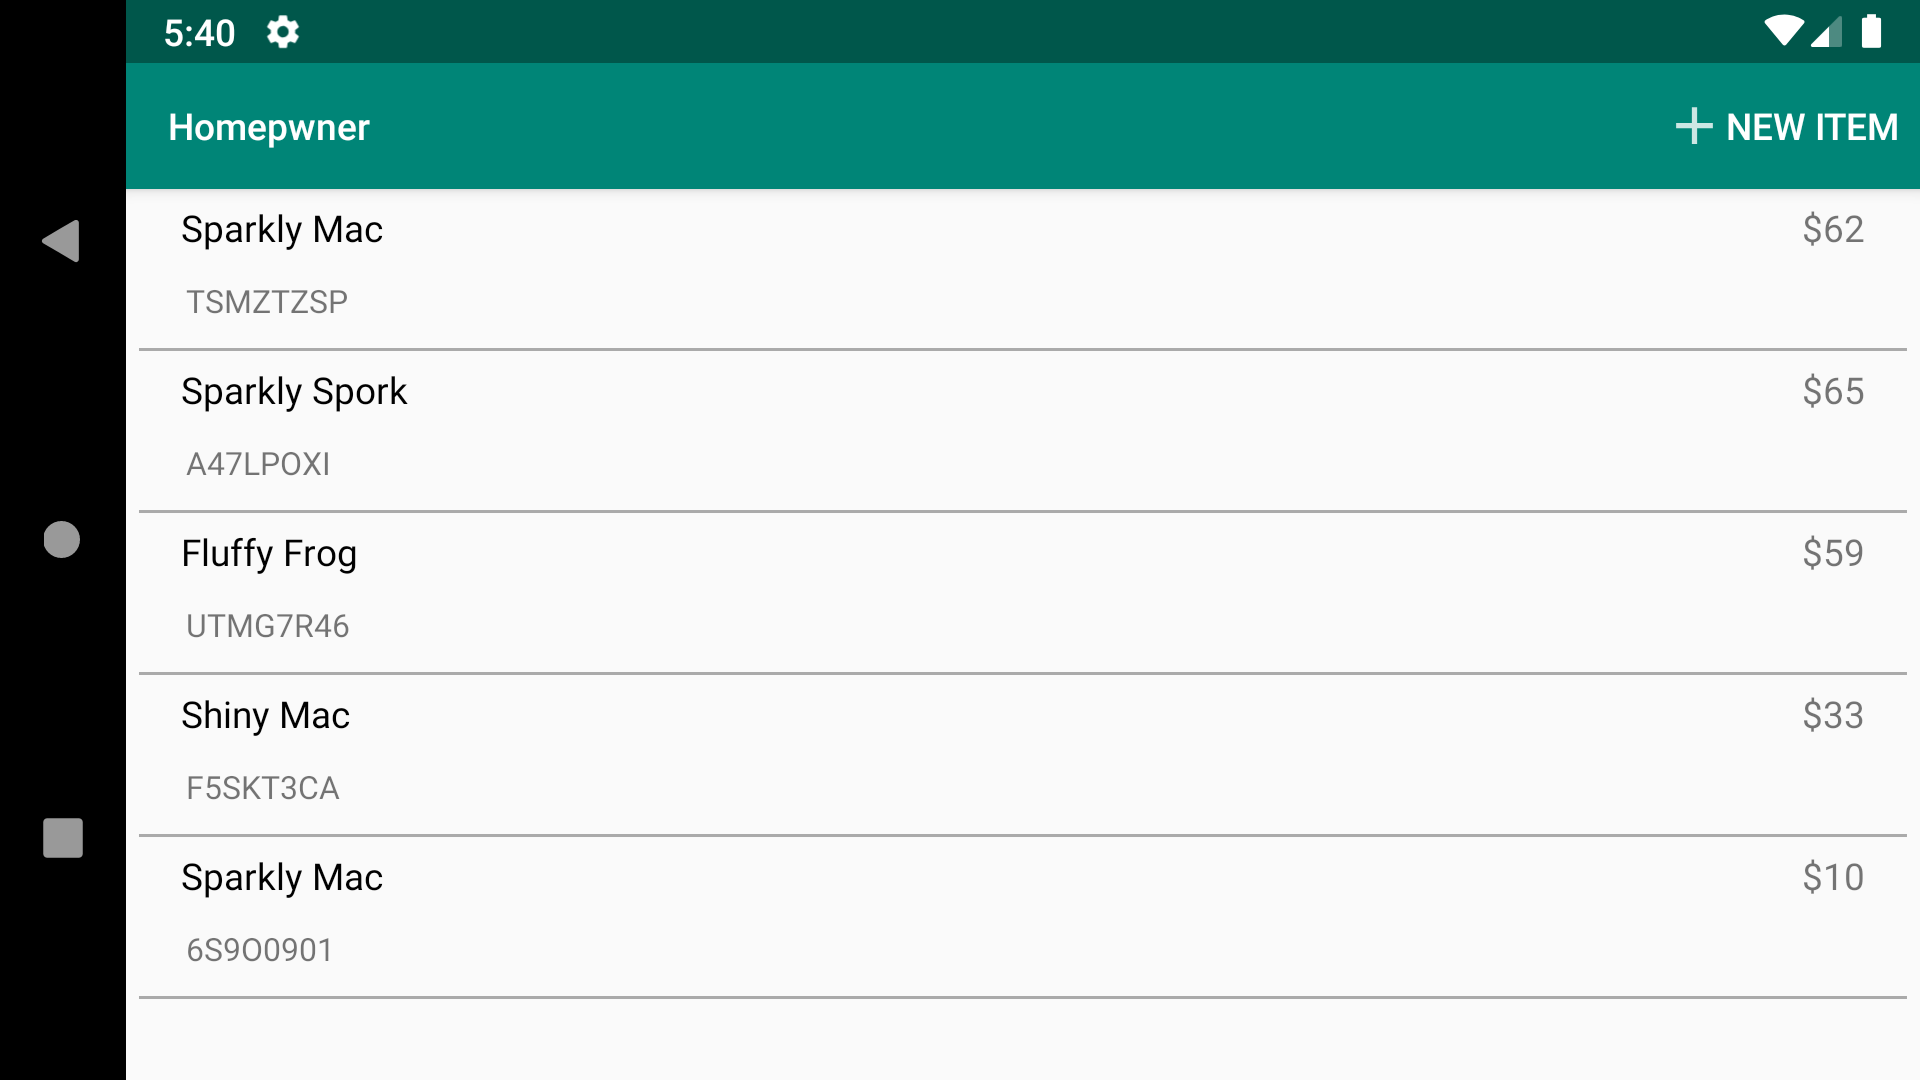 5:40
Homepwner
NEW ITEM
Sparkly Mac $62
TSMZTZSP
Sparkly Spork $65
A47LPOXI
Fluffy Frog $59
UTMG7R46
Shiny Mac $33
F5SKT3CA
Sparkly Mac $10
6S9O0901